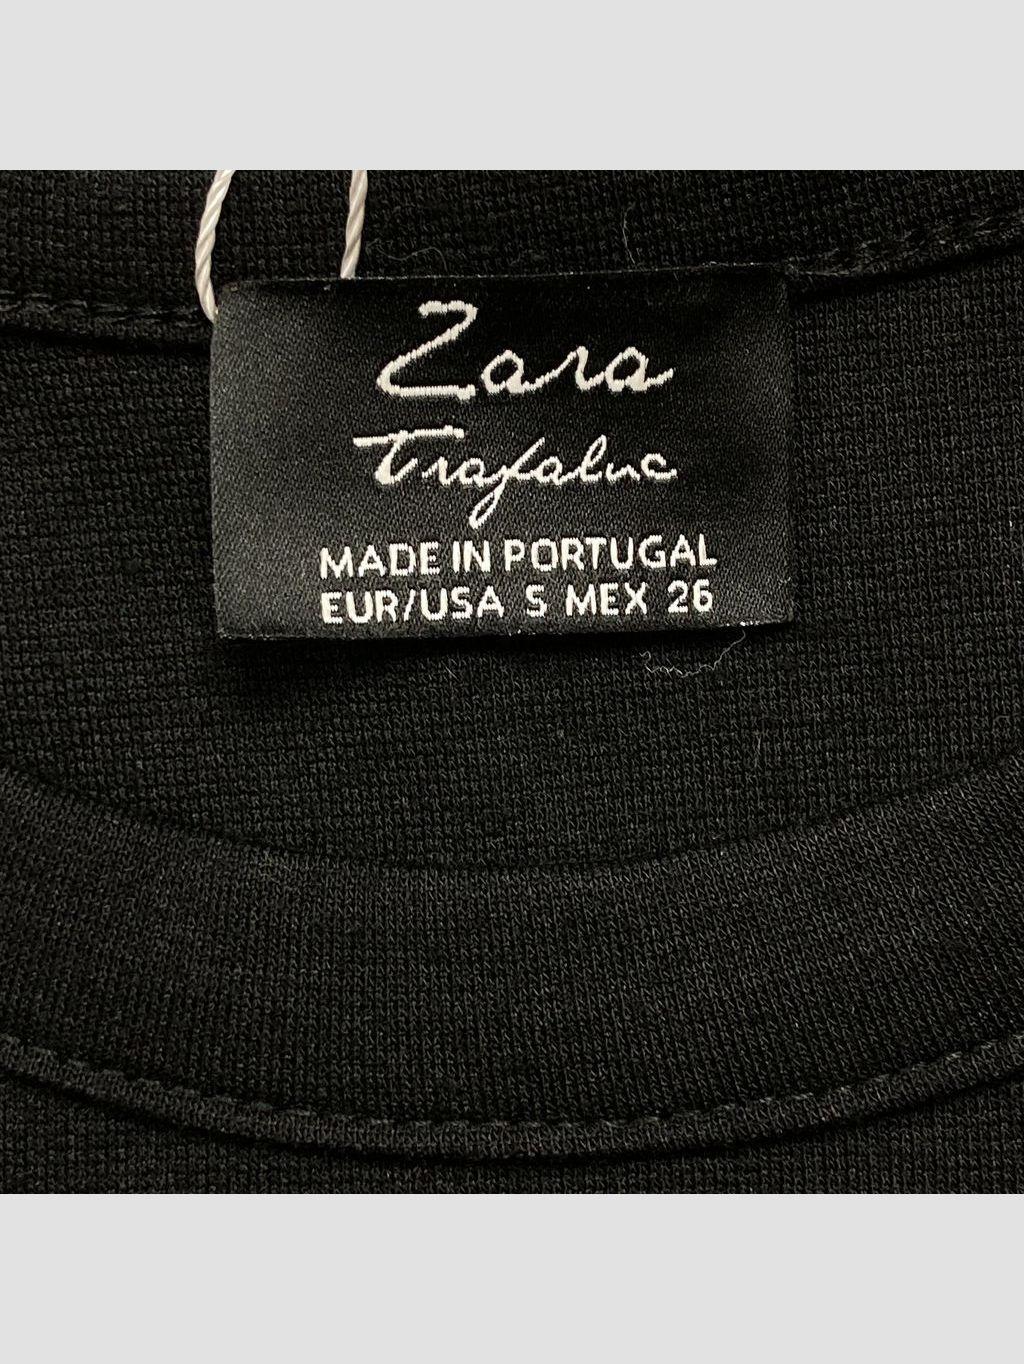 Zara
Trafaluc
MADE IN PORTUGAL
EUR/USA S MEX 26